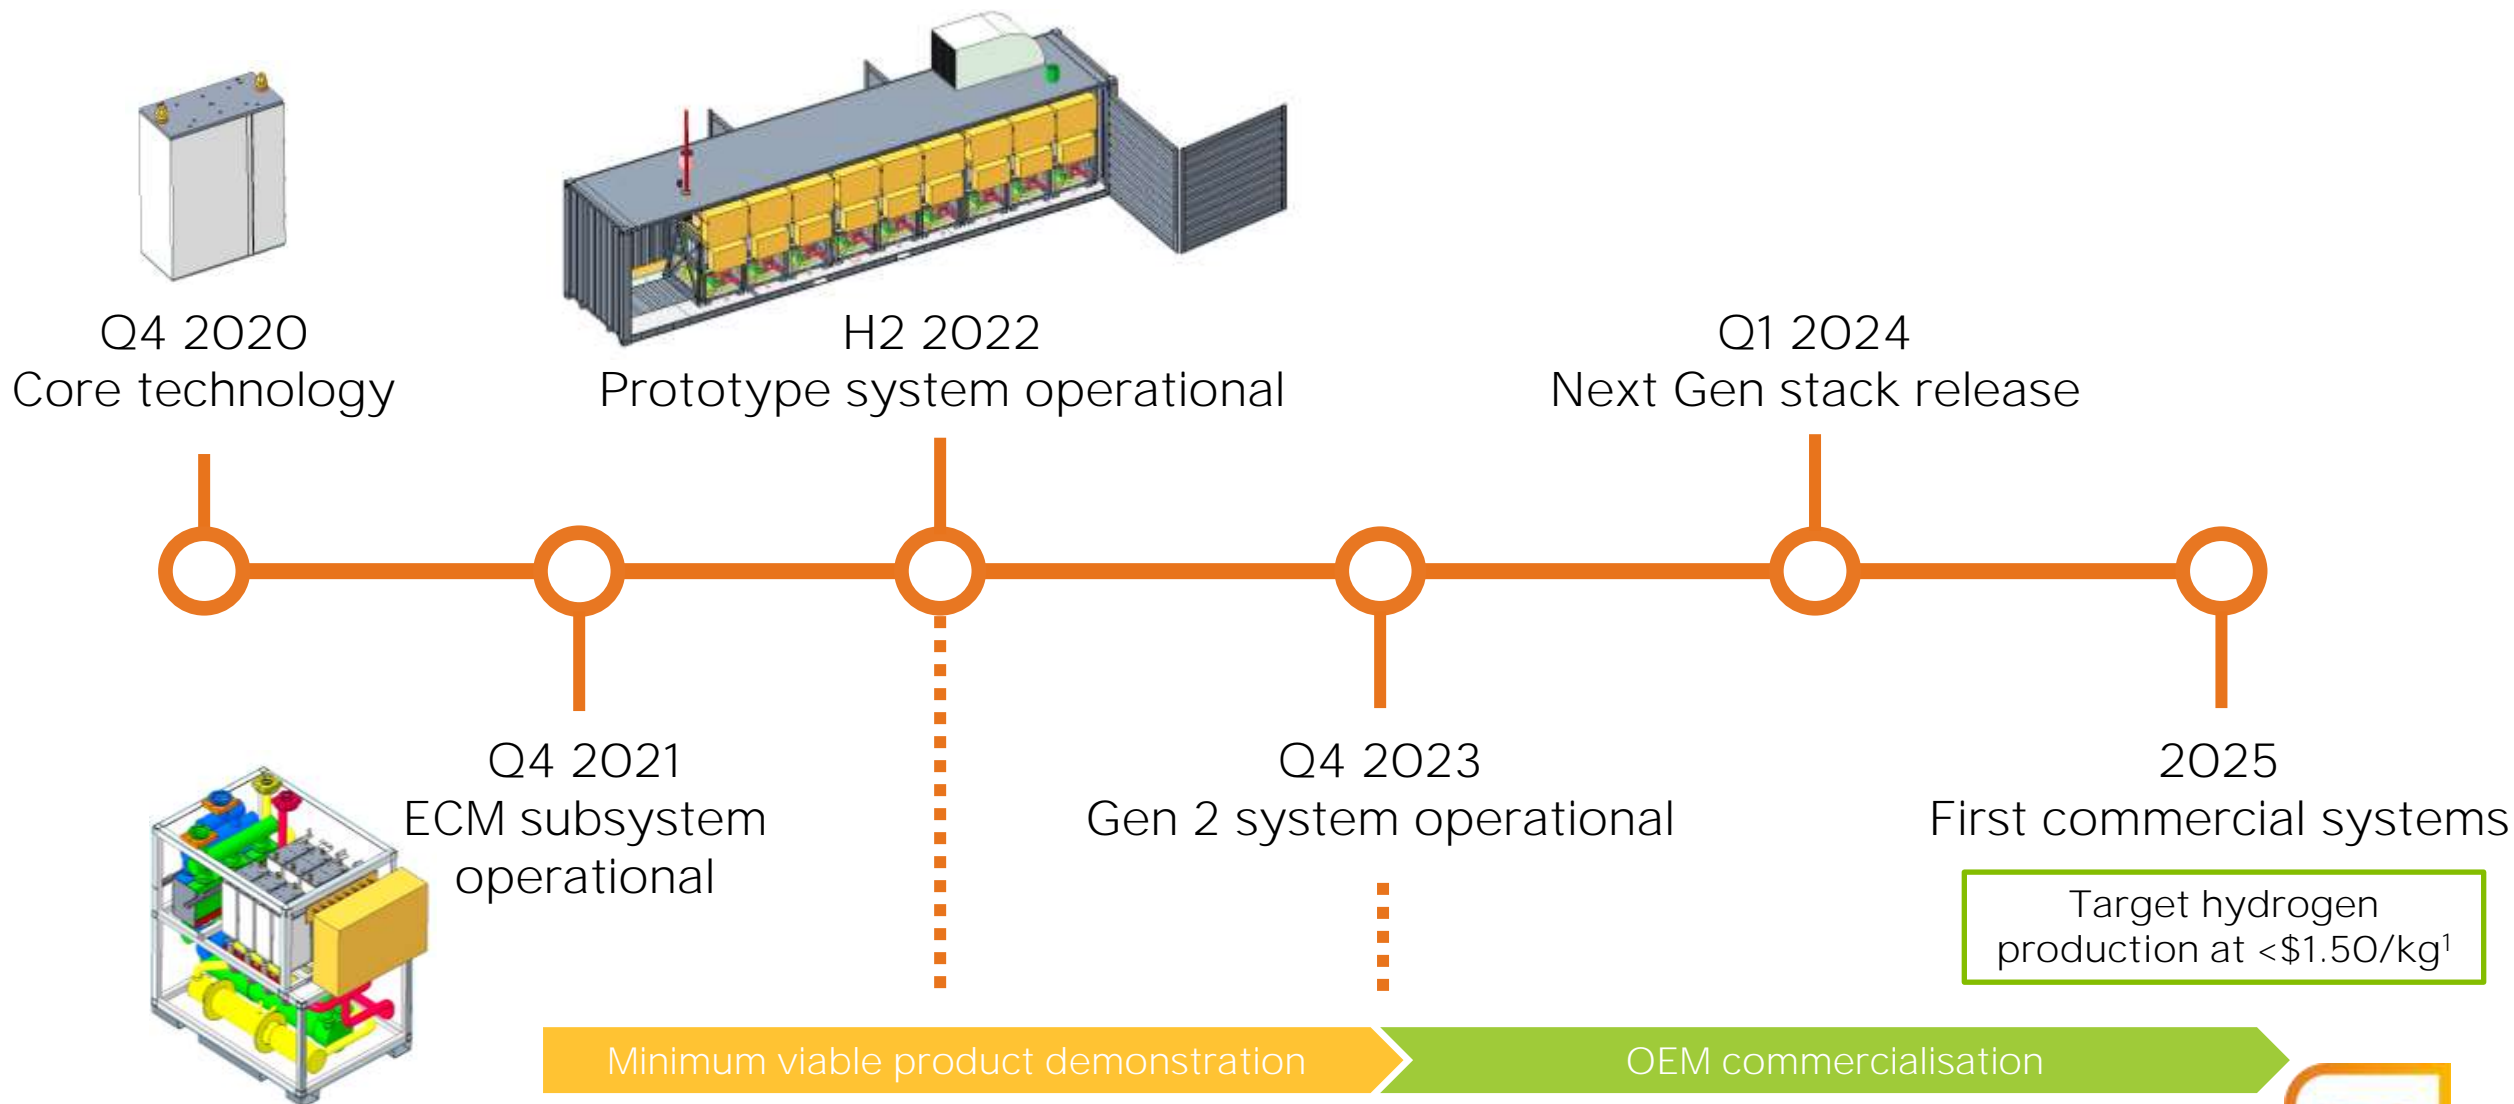 Q4 2020
Core technology
H2 2022
Prototype system operational
Q1 2024
Next Gen stack release
Q4 2021
ECM subsystem
operational
Q4 2023
Gen 2 system operational
2025
First commercial systems
Target hydrogen
production at <$1.50/kg¹
Minimum viable product demonstration
OEM commercialisation